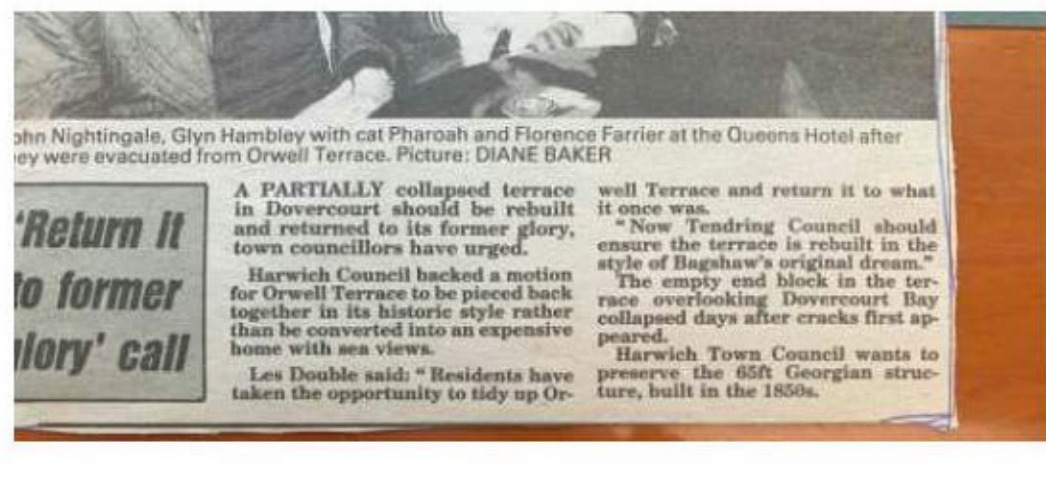 ohn Nightingale, Glyn Hambley with cat Pharoah and Florence Farrier at the Queens Hotel after
ey were evacuated from Orwell Terrace. Picture: DIANE BAKER
'Return it
to former
glory' call
A PARTIALLY collapsed terrace
in Dovercourt should be rebuilt
and returned to its former glory,
town councillors have urged.
Harwich Council backed a motion
for Orwell Terrace to be pieced back
together in its historic style rather
than be converted into an expensive
home with sea views.
Les Double said: "Residents have
taken the opportunity to tidy up Or-
well Terrace and return it to what
it once was.
"Now Tendring Council should
ensure the terrace is rebuilt in the
style of Bagshaw's original dream."
The empty end block in the ter-
race overlooking Dovercourt Bay
collapsed days after cracks first ap-
peared.
Harwich Town Council wants to
preserve the 65ft Georgian struc-
ture, built in the 1850s.